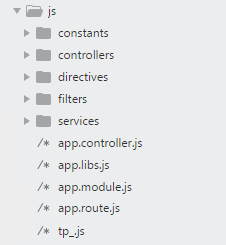 js
constants
controllers
directives
filters
services
/* app.controller.js
/* app.libs.js
/* app.module.js
/* app.route.js
/* tp_.js